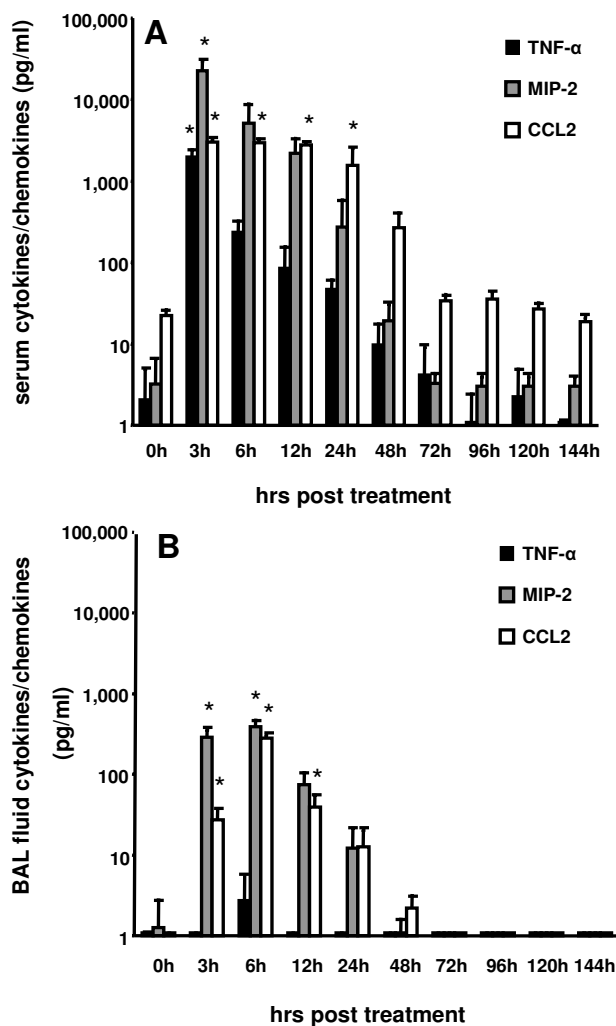 A
serum cytokines/chemokines (pg/ml)
100,000
10,000
1,000
100
10
1
* * * * * *
TNF-α
MIP-2
CCL2
0h 3h 6h 12h 24h 48h 72h 96h 120h 144h
hrs post treatment
B
BAL fluid cytokines/chemokines
(pg/ml)
100,000
10,000
1,000
100
10
1
* * * * *
TNF-α
MIP-2
CCL2
0h 3h 6h 12h 24h 48h 72h 96h 120h 144h
hrs post treatment